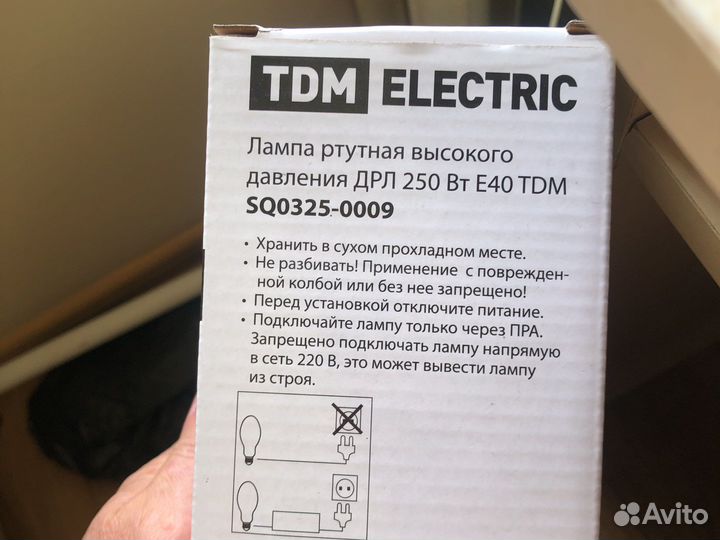 TDM ELECTRIC
Лампа ртутная высокого
давления ДРЛ 250 Вт Е40 TDM
SQ0325-0009
• Хранить в сухом прохладном месте.
• Не разбивать! Применение с поврежден-
ной колбой или без нее запрещено!
• Перед установкой отключите питание.
• Подключайте лампу только через ПРА.
Запрещено подключать лампу напрямую
в сеть 220 В, это может вывести лампу
из строя.
Avito